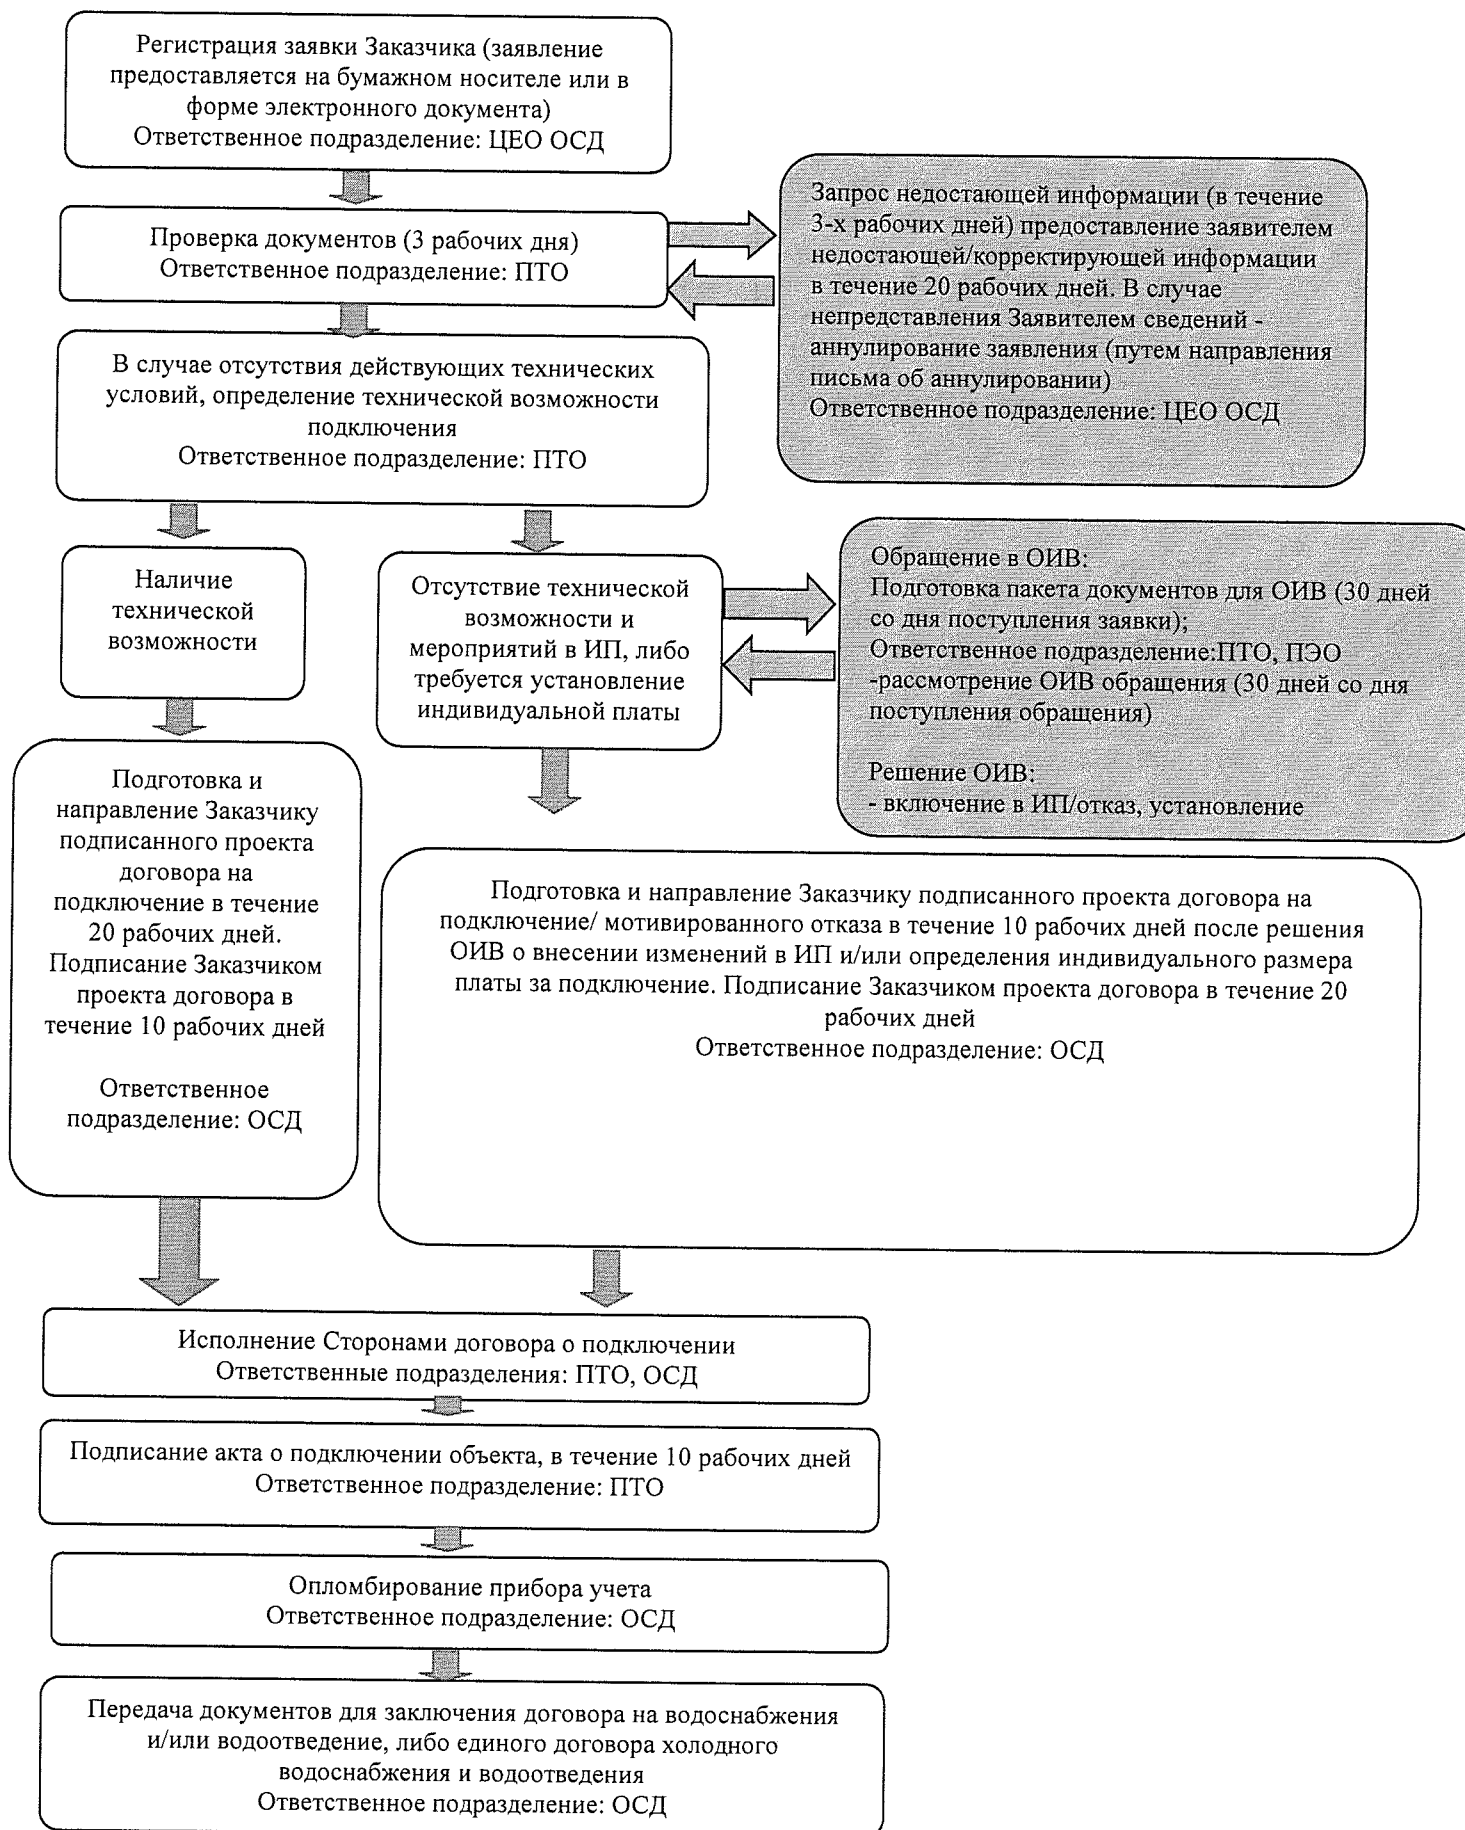 Регистрация заявки Заказчика (заявление
предоставляется на бумажном носителе или в
форме электронного документа)
Ответственное подразделение: ЦЕО ОСД
Проверка документов (3 рабочих дня)
Ответственное подразделение: ПТО
Запрос недостающей информации (в течение
3-х рабочих дней) предоставление заявителем
недостающей/корректирующей информации
в течение 20 рабочих дней. В случае
непредставления Заявителем сведений -
аннулирование заявления (путем направления
письма об аннулировании)
Ответственное подразделение: ЦЕО ОСД
В случае отсутствия действующих технических
условий, определение технической возможности
подключения
Ответственное подразделение: ПТО
Наличие
технической
возможности
Отсутствие технической
возможности и
мероприятий в ИП, либо
требуется установление
индивидуальной платы
Обращение в ОИВ:
Подготовка пакета документов для ОИВ (30 дней
со дня поступления заявки);
Ответственное подразделение:ПТО, ПЭО
-рассмотрение ОИВ обращения (30 дней со дня
поступления обращения)
Решение ОИВ:
- включение в ИП/отказ, установление
Подготовка и
направление Заказчику
подписанного проекта
договора на
подключение в течение
20 рабочих дней.
Подписание Заказчиком
проекта договора в
течение 10 рабочих дней
Ответственное
подразделение: ОСД
Подготовка и направление Заказчику подписанного проекта договора на
подключение/ мотивированного отказа в течение 10 рабочих дней после решения
ОИВ о внесении изменений в ИП и/или определения индивидуального размера
платы за подключение. Подписание Заказчиком проекта договора в течение 20
рабочих дней
Ответственное подразделение: ОСД
Исполнение Сторонами договора о подключении
Ответственные подразделения: ПТО, ОСД
Подписание акта о подключении объекта, в течение 10 рабочих дней
Ответственное подразделение: ПТО
Опломбирование прибора учета
Ответственное подразделение: ОСД
Передача документов для заключения договора на водоснабжения
и/или водоотведение, либо единого договора холодного
водоснабжения и водоотведения
Ответственное подразделение: ОСД